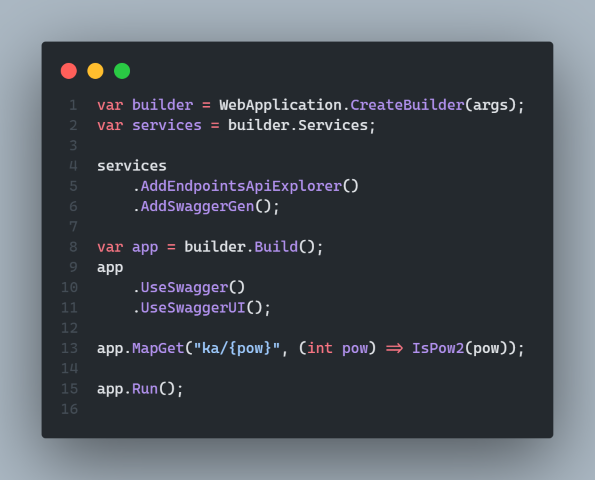 1 var builder = WebApplication.CreateBuilder(args);
2 var services = builder.Services;
3
4 services
5     .AddEndpointsApiExplorer()
6     .AddSwaggerGen();
7
8 var app = builder.Build();
9 app
10     .UseSwagger()
11     .UseSwaggerUI();
12
13 app.MapGet("ka/{pow}", (int pow) => IsPow2(pow));
14
15 app.Run();
16